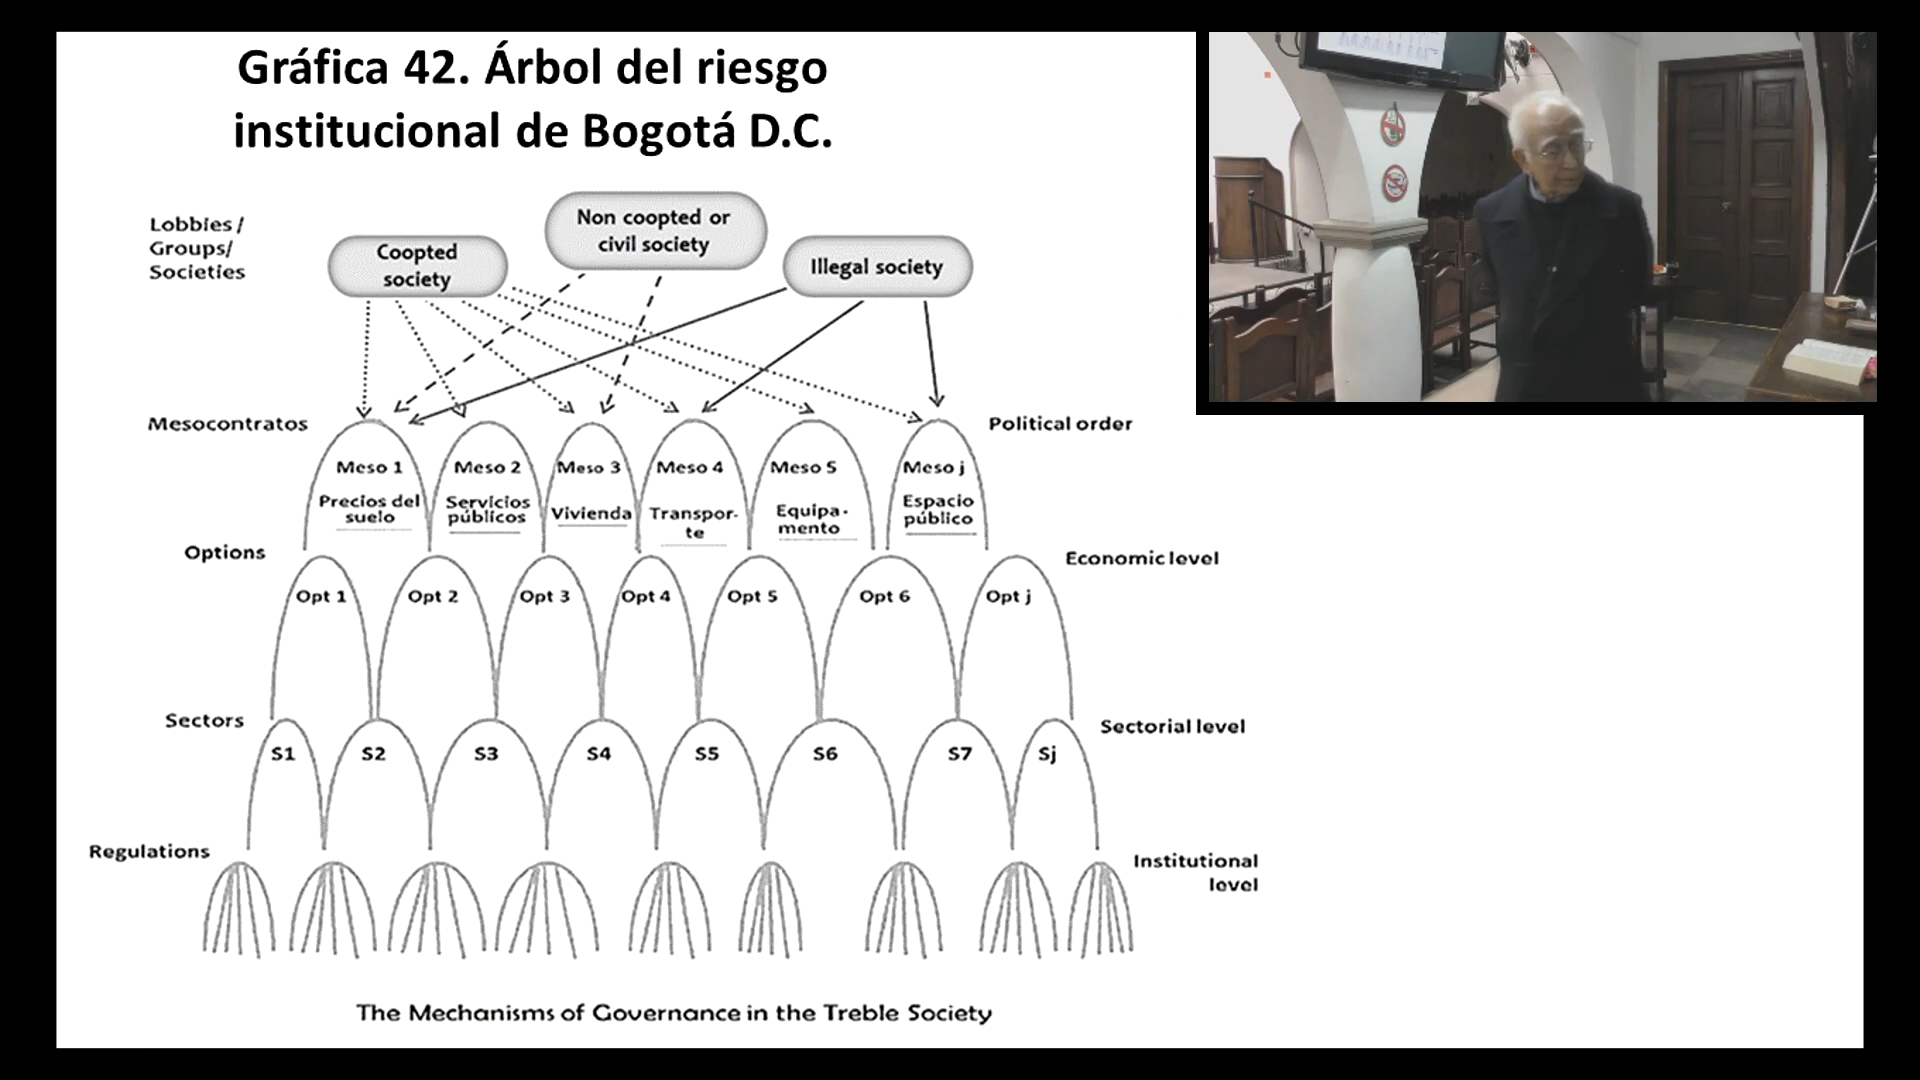 Gráfica 42. Árbol del riesgo
institucional de Bogotá D.C.
Lobbies /
Groups/
Societies
Coopted
society
Non coopted or
civil society
Illegal society
Mesocontratos
Political order
Meso 1
Precios del
suelo
Meso 2
Servicios
públicos
Meso 3
Vivienda
Meso 4
Transpor-
te
Meso 5
Equipa-
mento
Meso j
Espacio
público
Options
Economic level
Opt 1
Opt 2
Opt 3
Opt 4
Opt 5
Opt 6
Opt j
Sectors
Sectorial level
S1
S2
S3
S4
S5
S6
S7
Sj
Regulations
Institutional
level
The Mechanisms of Governance in the Treble Society